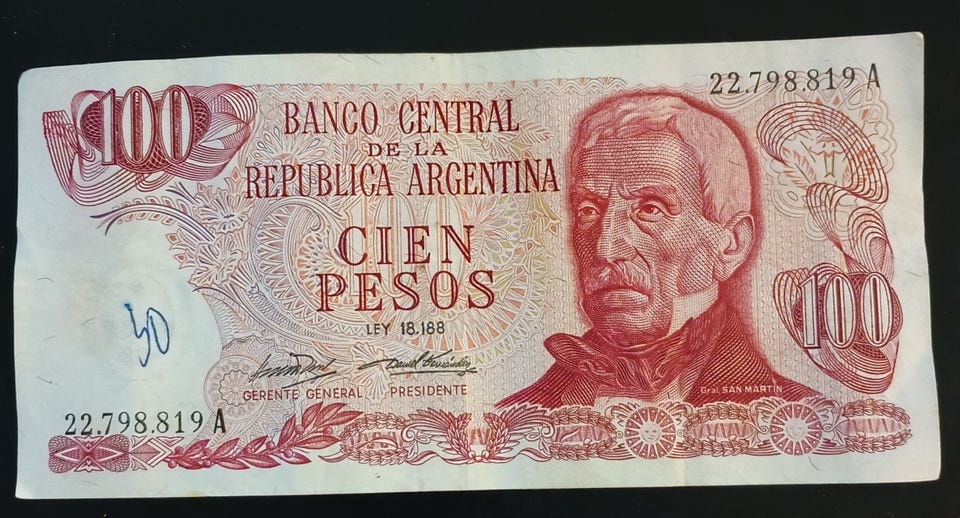 22.798.819 A
100
BANCO CENTRAL
DE LA
REPUBLICA ARGENTINA
CIEN
PESOS
100
LEY 18.188
50
GERENTE GENERAL PRESIDENTE
Gral. SAN MARTIN
22.798.819 A